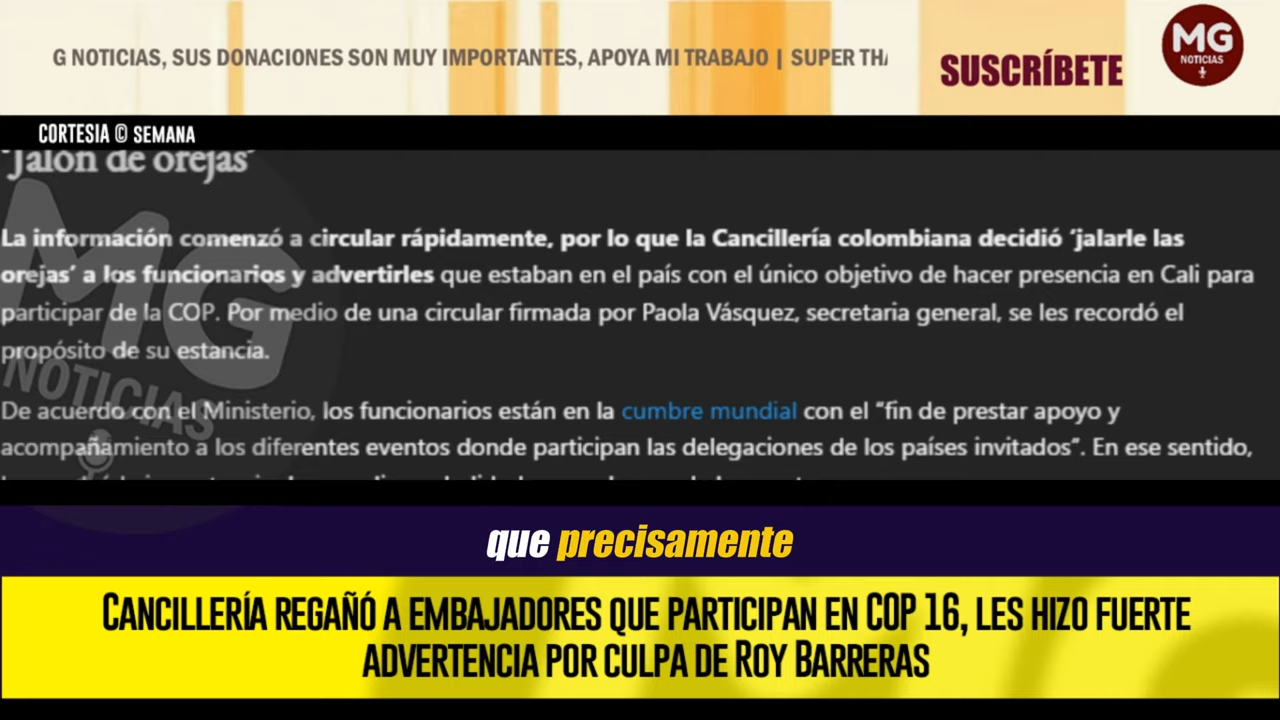 G NOTICIAS, SUS DONACIONES SON MUY IMPORTANTES, APOYA MI TRABAJO | SUPER THA
SUSCRÍBETE
MG
NOTICIAS
CORTESIA © SEMANA
'Jalón de orejas'
La información comenzó a circular rápidamente, por lo que la Cancillería colombiana decidió 'jalarle las
orejas' a los funcionarios y advertirles que estaban en el país con el único objetivo de hacer presencia en Cali para
participar de la COP. Por medio de una circular firmada por Paola Vásquez, secretaria general, se les recordó el
propósito de su estancia.
De acuerdo con el Ministerio, los funcionarios están en la cumbre mundial con el "fin de prestar apoyo y
acompañamiento a los diferentes eventos donde participan las delegaciones de los países invitados". En ese sentido,
MG
NOTICIAS
que precisamente
CANCILLERÍA REGAÑÓ A EMBAJADORES QUE PARTICIPAN EN COP 16, LES HIZO FUERTE
ADVERTENCIA POR CULPA DE ROY BARRERAS